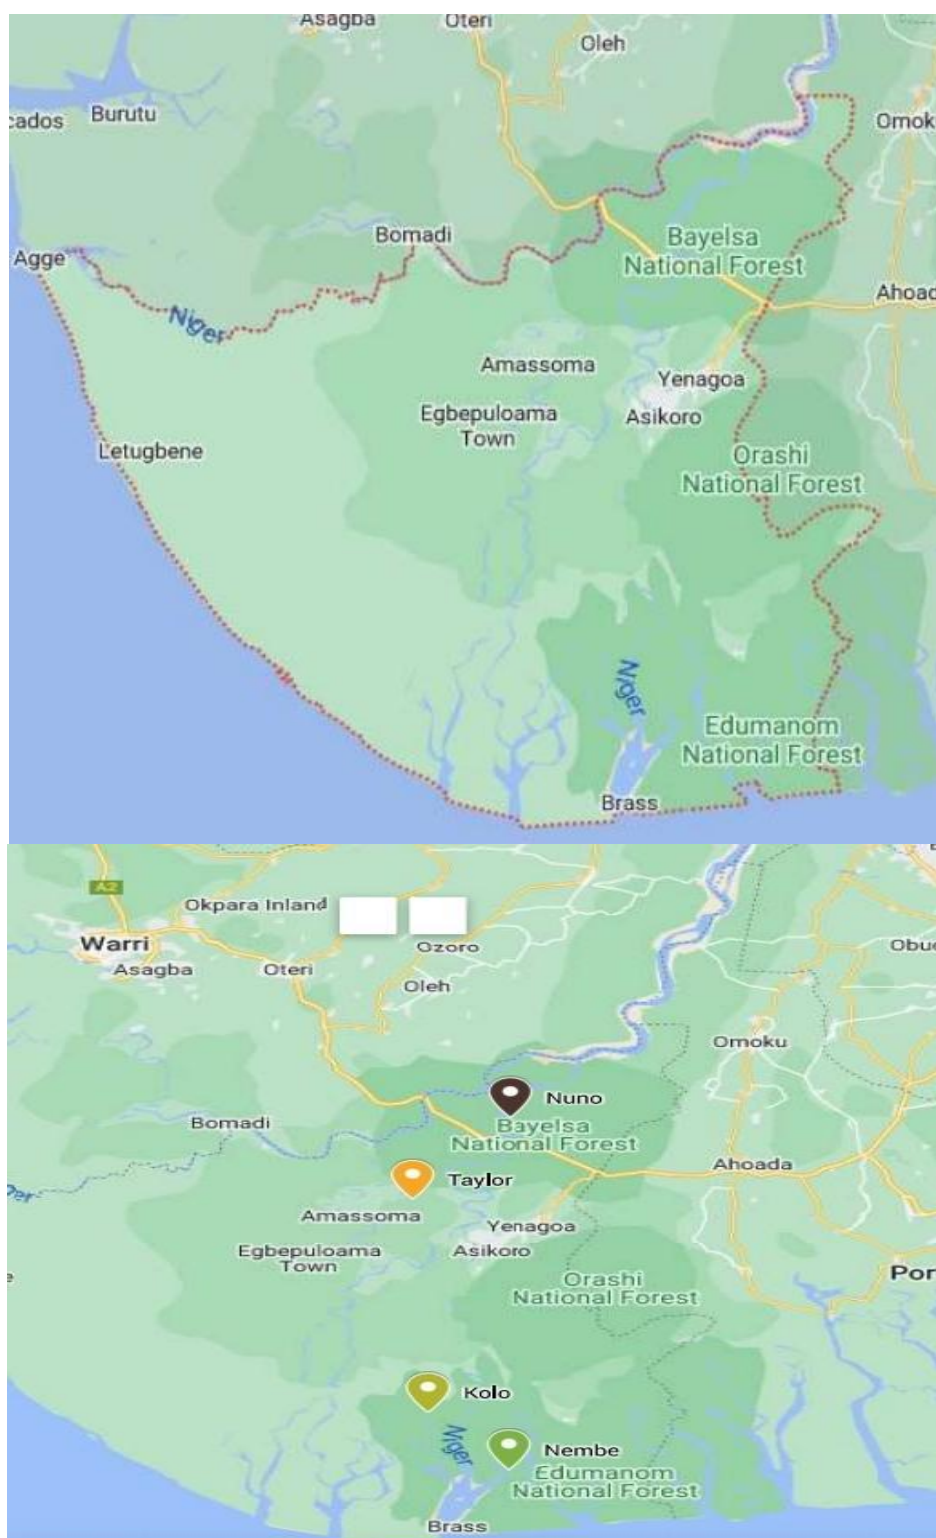 Asagba
Oteri
Oleh
cados
Burutu
Omok
Bomadi
Bayelsa
National Forest
Agge
Ahoad
Niger
Amassoma
Yenagoa
Egbepuloama
Town
Asikoro
Letugbene
Orashi
National Forest
Niger
Edumanom
National Forest
Brass
A2
Okpara Inland
Warri
Ozoro
Obud
Asagba
Oteri
Oleh
Omoku
Nuno
Bomadi
Bayelsa
National Forest
Ahoada
Taylor
Amassoma
Yenagoa
Egbepuloama
Town
Asikoro
Por
Orashi
National Forest
Kolo
Niger
Nembe
Edumanom
National Forest
Brass